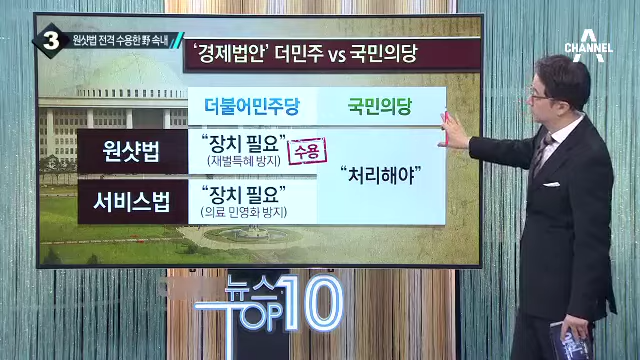 3 원샷법 전격 수용한 野 속내
CHANNEL A
'경제법안' 더민주 vs 국민의당
더불어민주당 국민의당
원샷법 "장치 필요" (재벌특혜 방지) 수용
"처리해야"
서비스법 "장치 필요" (의료 민영화 방지)
뉴스
TOP10